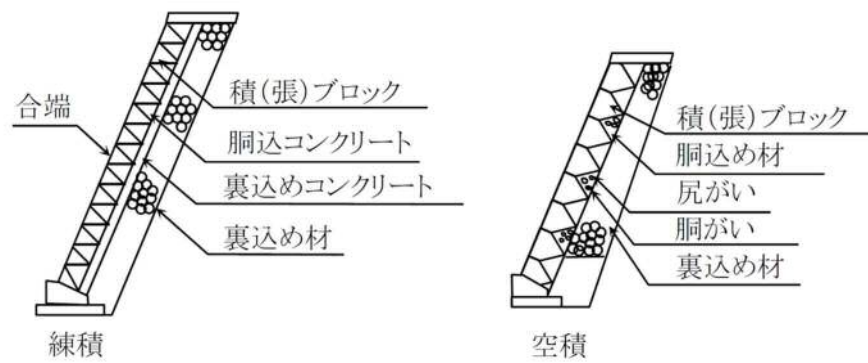 合端
積(張)ブロック
胴込コンクリート
裏込めコンクリート
裏込め材
練積
積(張)ブロック
胴込め材
尻がい
胴がい
裏込め材
空積